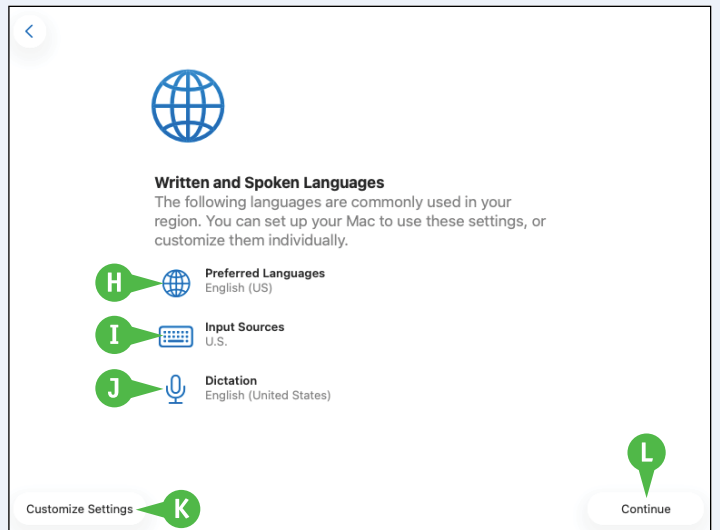 Written and Spoken Languages
The following languages are commonly used in your
region. You can set up your Mac to use these settings, or
customize them individually.
H
Preferred Languages
English (US)
I
Input Sources
U.S.
J
Dictation
English (United States)
L
Customize Settings
K
Continue